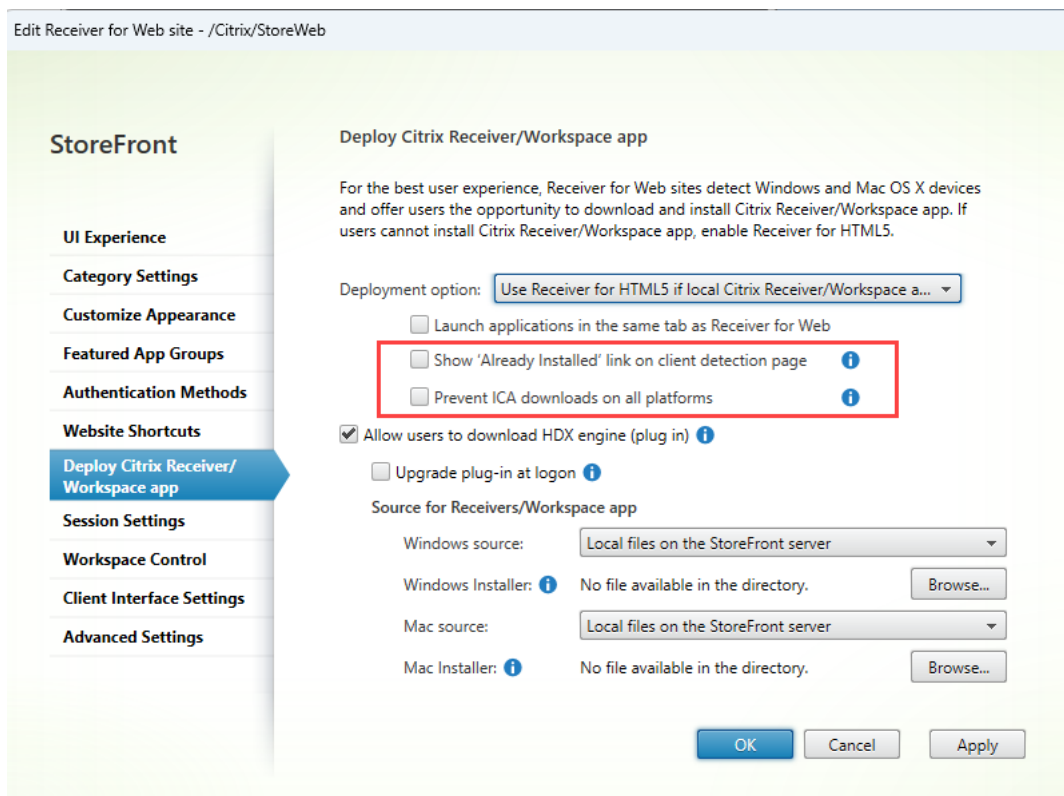 Edit Receiver for Web site - /Citrix/StoreWeb
StoreFront
UI Experience
Category Settings
Customize Appearance
Featured App Groups
Authentication Methods
Website Shortcuts
Deploy Citrix Receiver/
Workspace app
Session Settings
Workspace Control
Client Interface Settings
Advanced Settings
Deploy Citrix Receiver/Workspace app
For the best user experience, Receiver for Web sites detect Windows and Mac OS X devices
and offer users the opportunity to download and install Citrix Receiver/Workspace app. If
users cannot install Citrix Receiver/Workspace app, enable Receiver for HTML5.
Deployment option: Use Receiver for HTML5 if local Citrix Receiver/Workspace a...
Launch applications in the same tab as Receiver for Web
Show ‘Already Installed’ link on client detection page
Prevent ICA downloads on all platforms
Allow users to download HDX engine (plug in)
Upgrade plug-in at logon
Source for Receivers/Workspace app
Windows source: Local files on the StoreFront server
Windows Installer: No file available in the directory. Browse...
Mac source: Local files on the StoreFront server
Mac Installer: No file available in the directory. Browse...
OK Cancel Apply